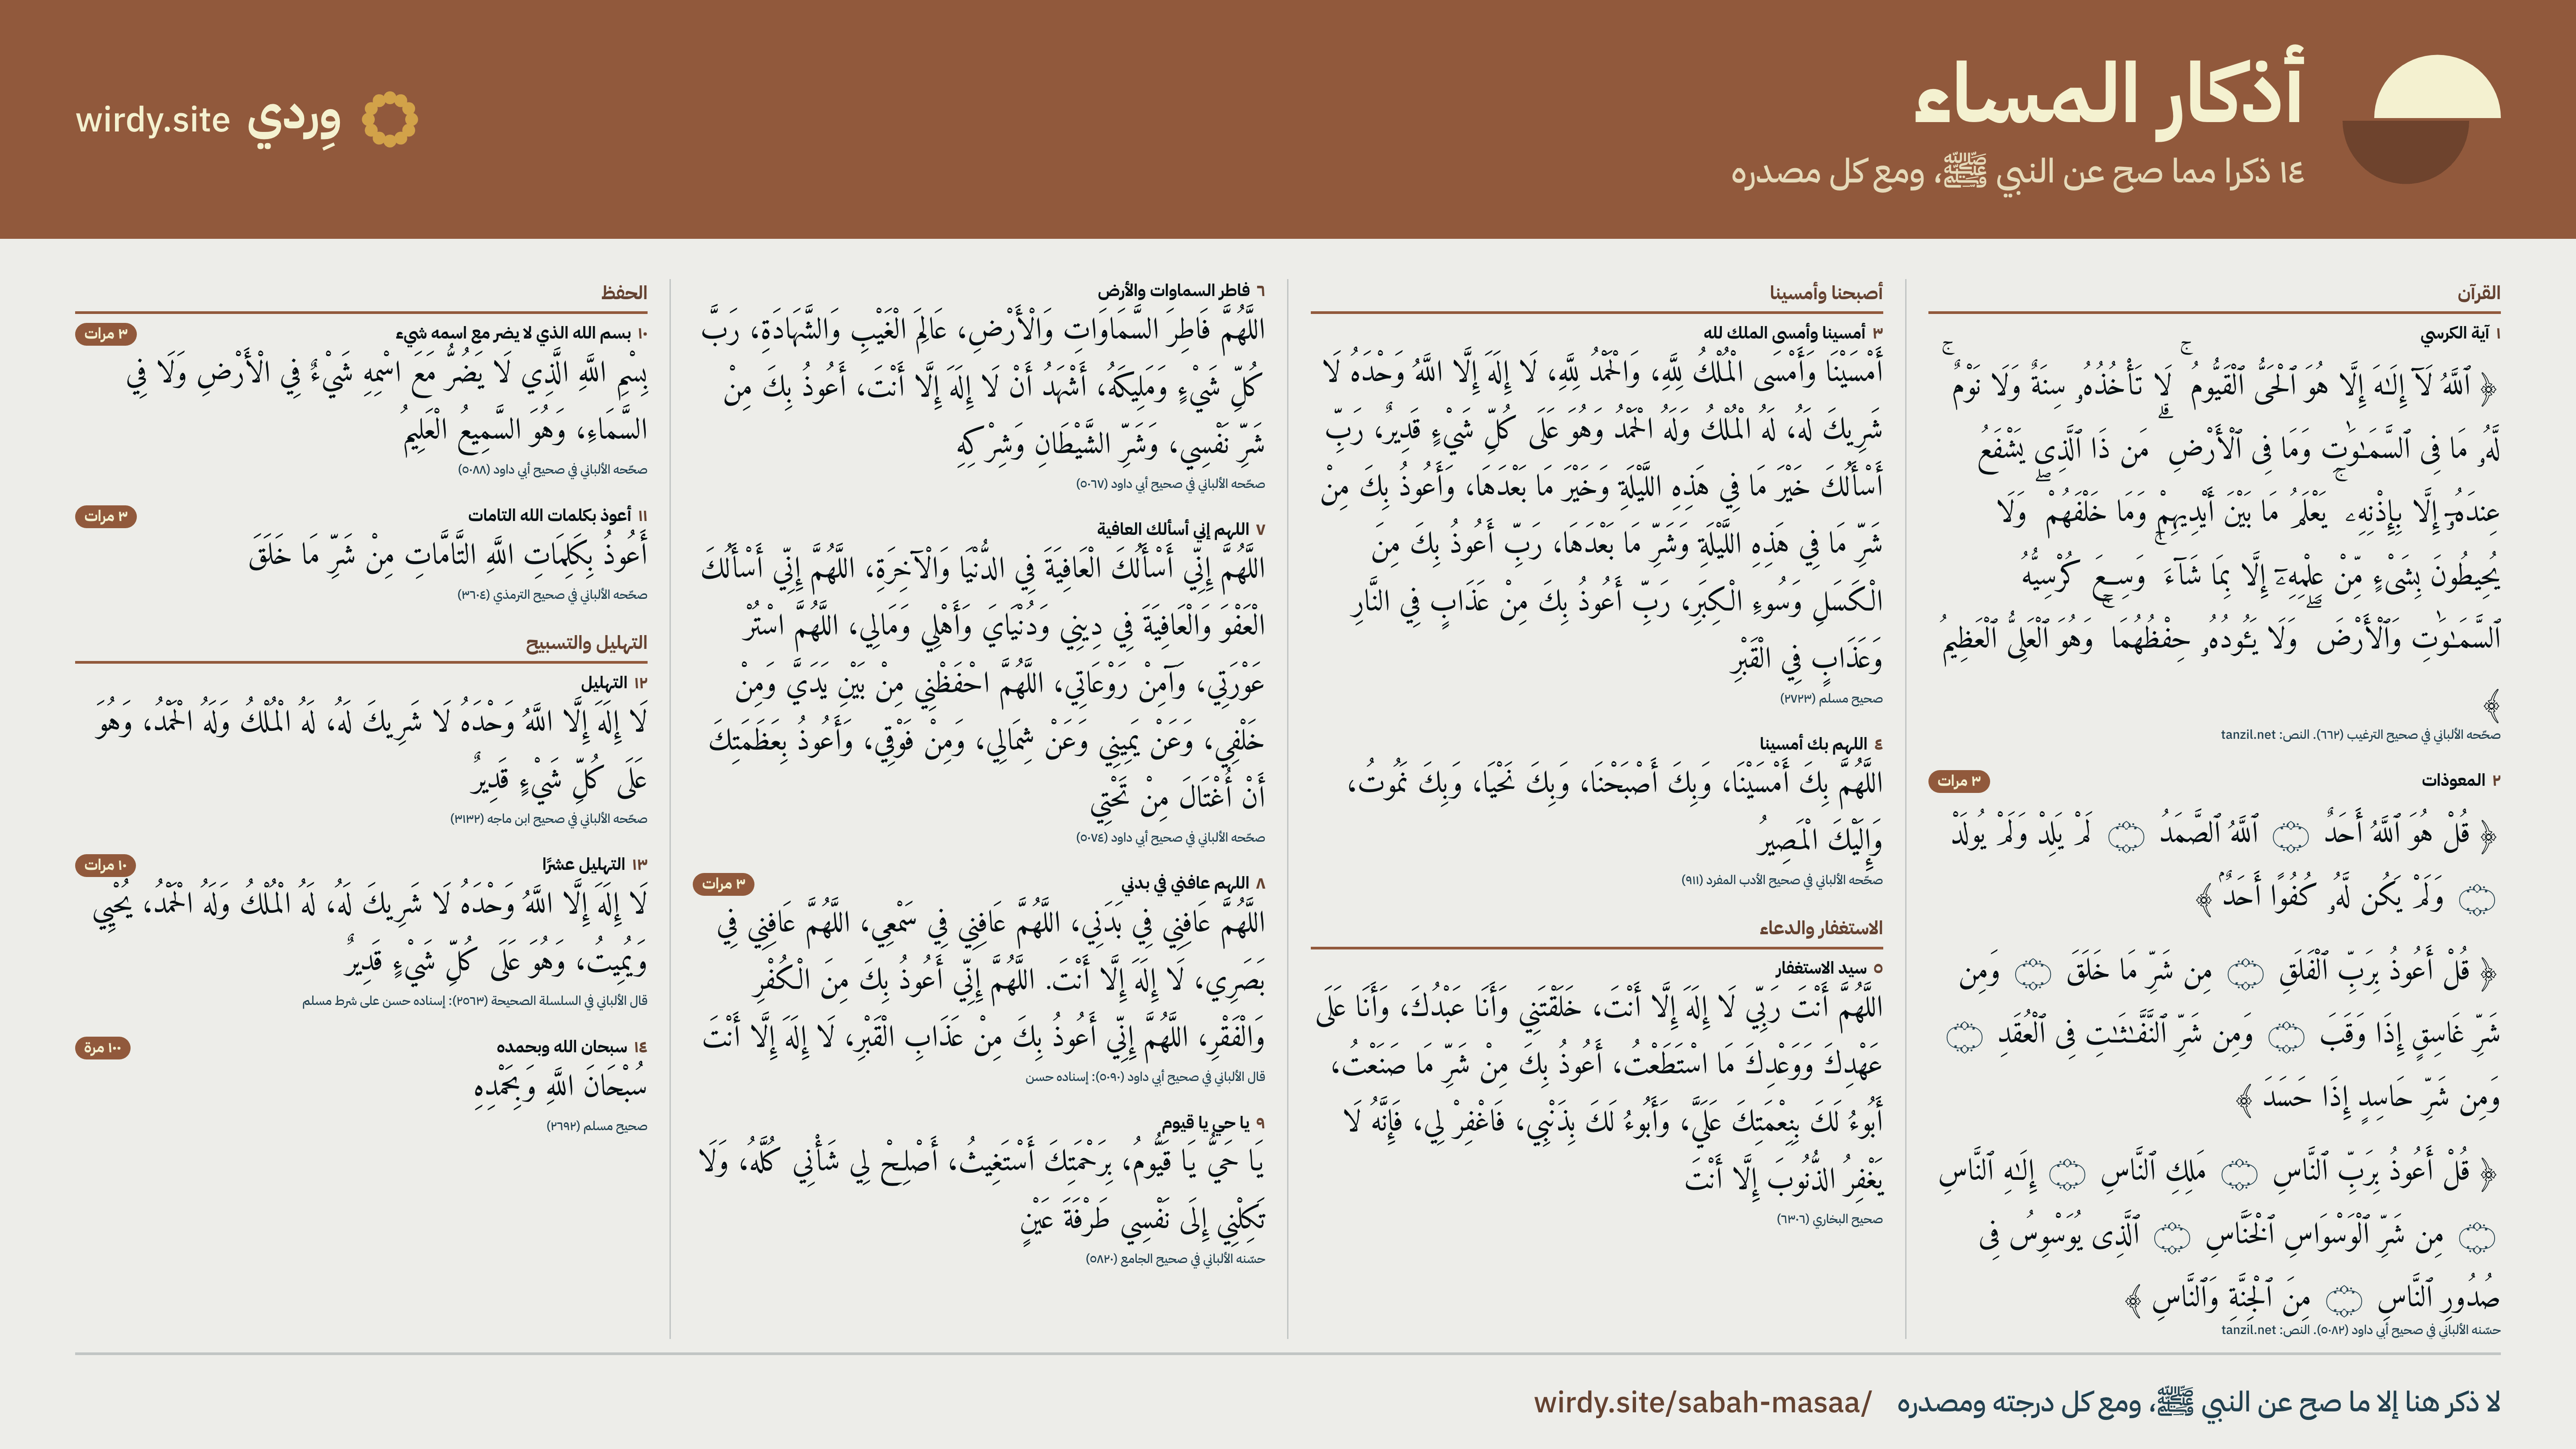 أذكار المساء
١٤ ذكرا مما صح عن النبي ﷺ، ومع كل مصدره
وِردي wirdy.site
القرآن
١ آية الكرسي
﴿ ٱللَّهُ لَآ إِلَـٰهَ إِلَّا هُوَ ٱلْحَىُّ ٱلْقَيُّومُ ۚ لَا تَأْخُذُهُۥ سِنَةٌ وَلَا نَوْمٌ ۚ
لَّهُۥ مَا فِى ٱلسَّمَـٰوَٰتِ وَمَا فِى ٱلْأَرْضِ ۗ مَن ذَا ٱلَّذِى يَشْفَعُ
عِندَهُۥٓ إِلَّا بِإِذْنِهِۦ ۚ يَعْلَمُ مَا بَيْنَ أَيْدِيهِمْ وَمَا خَلْفَهُمْ ۖ وَلَا
يُحِيطُونَ بِشَىْءٍ مِّنْ عِلْمِهِۦٓ إِلَّا بِمَا شَآءَ ۚ وَسِعَ كُرْسِيُّهُ
ٱلسَّمَـٰوَٰتِ وَٱلْأَرْضَ ۖ وَلَا يَـُٔودُهُۥ حِفْظُهُمَا ۚ وَهُوَ ٱلْعَلِىُّ ٱلْعَظِيمُ
﴾
صحّحه الألباني في صحيح الترغيب (٦٦٢). النص: tanzil.net
٢ المعوذات
٣ مرات
﴿ قُلْ هُوَ ٱللَّهُ أَحَدٌ ۝ ٱللَّهُ ٱلصَّمَدُ ۝ لَمْ يَلِدْ وَلَمْ يُولَدْ
۝ وَلَمْ يَكُن لَّهُۥ كُفُوًا أَحَدٌۢ ﴾
﴿ قُلْ أَعُوذُ بِرَبِّ ٱلْفَلَقِ ۝ مِن شَرِّ مَا خَلَقَ ۝ وَمِن
شَرِّ غَاسِقٍ إِذَا وَقَبَ ۝ وَمِن شَرِّ ٱلنَّفَّـٰثَـٰتِ فِى ٱلْعُقَدِ ۝
وَمِن شَرِّ حَاسِدٍ إِذَا حَسَدَ ﴾
﴿ قُلْ أَعُوذُ بِرَبِّ ٱلنَّاسِ ۝ مَلِكِ ٱلنَّاسِ ۝ إِلَـٰهِ ٱلنَّاسِ
۝ مِن شَرِّ ٱلْوَسْوَاسِ ٱلْخَنَّاسِ ۝ ٱلَّذِى يُوَسْوِسُ فِى
صُدُورِ ٱلنَّاسِ ۝ مِنَ ٱلْجِنَّةِ وَٱلنَّاسِ ﴾
حسّنه الألباني في صحيح أبي داود (٥٠٨٢). النص: tanzil.net
أصبحنا وأمسينا
٣ أمسينا وأمسى الملك لله
أَمْسَيْنَا وَأَمْسَى الْمُلْكُ لِلَّهِ، وَالْحَمْدُ لِلَّهِ، لَا إِلَهَ إِلَّا اللَّهُ وَحْدَهُ لَا
شَرِيكَ لَهُ، لَهُ الْمُلْكُ وَلَهُ الْحَمْدُ وَهُوَ عَلَى كُلِّ شَيْءٍ قَدِيرٌ، رَبِّ
أَسْأَلُكَ خَيْرَ مَا فِي هَذِهِ اللَّيْلَةِ وَخَيْرَ مَا بَعْدَهَا، وَأَعُوذُ بِكَ مِنْ
شَرِّ مَا فِي هَذِهِ اللَّيْلَةِ وَشَرِّ مَا بَعْدَهَا، رَبِّ أَعُوذُ بِكَ مِنَ
الْكَسَلِ وَسُوءِ الْكِبَرِ، رَبِّ أَعُوذُ بِكَ مِنْ عَذَابٍ فِي النَّارِ
وَعَذَابٍ فِي الْقَبْرِ
صحيح مسلم (٢٧٢٣)
٤ اللهم بك أمسينا
اللَّهُمَّ بِكَ أَمْسَيْنَا، وَبِكَ أَصْبَحْنَا، وَبِكَ نَحْيَا، وَبِكَ نَمُوتُ،
وَإِلَيْكَ الْمَصِيرُ
صحّحه الألباني في صحيح الأدب المفرد (٩١١)
الاستغفار والدعاء
٥ سيد الاستغفار
اللَّهُمَّ أَنْتَ رَبِّي لَا إِلَهَ إِلَّا أَنْتَ، خَلَقْتَنِي وَأَنَا عَبْدُكَ، وَأَنَا عَلَى
عَهْدِكَ وَوَعْدِكَ مَا اسْتَطَعْتُ، أَعُوذُ بِكَ مِنْ شَرِّ مَا صَنَعْتُ،
أَبُوءُ لَكَ بِنِعْمَتِكَ عَلَيَّ، وَأَبُوءُ لَكَ بِذَنْبِي، فَاغْفِرْ لِي، فَإِنَّهُ لَا
يَغْفِرُ الذُّنُوبَ إِلَّا أَنْتَ
صحيح البخاري (٦٣٠٦)
٦ فاطر السماوات والأرض
اللَّهُمَّ فَاطِرَ السَّمَاوَاتِ وَالْأَرْضِ، عَالِمَ الْغَيْبِ وَالشَّهَادَةِ، رَبَّ
كُلِّ شَيْءٍ وَمَلِيكَهُ، أَشْهَدُ أَنْ لَا إِلَهَ إِلَّا أَنْتَ، أَعُوذُ بِكَ مِنْ
شَرِّ نَفْسِي، وَشَرِّ الشَّيْطَانِ وَشِرْكِهِ
صحّحه الألباني في صحيح أبي داود (٥٠٦٧)
٧ اللهم إني أسألك العافية
اللَّهُمَّ إِنِّي أَسْأَلُكَ الْعَافِيَةَ فِي الدُّنْيَا وَالْآخِرَةِ، اللَّهُمَّ إِنِّي أَسْأَلُكَ
الْعَفْوَ وَالْعَافِيَةَ فِي دِينِي وَدُنْيَايَ وَأَهْلِي وَمَالِي، اللَّهُمَّ اسْتُرْ
عَوْرَتِي، وَآمِنْ رَوْعَاتِي، اللَّهُمَّ احْفَظْنِي مِنْ بَيْنِ يَدَيَّ وَمِنْ
خَلْفِي، وَعَنْ يَمِينِي وَعَنْ شِمَالِي، وَمِنْ فَوْقِي، وَأَعُوذُ بِعَظَمَتِكَ
أَنْ أُغْتَالَ مِنْ تَحْتِي
صحّحه الألباني في صحيح أبي داود (٥٠٧٤)
٨ اللهم عافني في بدني
٣ مرات
اللَّهُمَّ عَافِنِي فِي بَدَنِي، اللَّهُمَّ عَافِنِي فِي سَمْعِي، اللَّهُمَّ عَافِنِي فِي
بَصَرِي، لَا إِلَهَ إِلَّا أَنْتَ. اللَّهُمَّ إِنِّي أَعُوذُ بِكَ مِنَ الْكُفْرِ
وَالْفَقْرِ، اللَّهُمَّ إِنِّي أَعُوذُ بِكَ مِنْ عَذَابِ الْقَبْرِ، لَا إِلَهَ إِلَّا أَنْتَ
قال الألباني في صحيح أبي داود (٥٠٩٠): إسناده حسن
٩ يا حي يا قيوم
يَا حَيُّ يَا قَيُّومُ، بِرَحْمَتِكَ أَسْتَغِيثُ، أَصْلِحْ لِي شَأْنِي كُلَّهُ، وَلَا
تَكِلْنِي إِلَى نَفْسِي طَرْفَةَ عَيْنٍ
حسّنه الألباني في صحيح الجامع (٥٨٢٠)
الحفظ
١٠ بسم الله الذي لا يضر مع اسمه شيء
٣ مرات
بِسْمِ اللَّهِ الَّذِي لَا يَضُرُّ مَعَ اسْمِهِ شَيْءٌ فِي الْأَرْضِ وَلَا فِي
السَّمَاءِ، وَهُوَ السَّمِيعُ الْعَلِيمُ
صحّحه الألباني في صحيح أبي داود (٥٠٨٨)
١١ أعوذ بكلمات الله التامات
٣ مرات
أَعُوذُ بِكَلِمَاتِ اللَّهِ التَّامَّاتِ مِنْ شَرِّ مَا خَلَقَ
صحّحه الألباني في صحيح الترمذي (٣٦٠٤)
التهليل والتسبيح
١٢ التهليل
لَا إِلَهَ إِلَّا اللَّهُ وَحْدَهُ لَا شَرِيكَ لَهُ، لَهُ الْمُلْكُ وَلَهُ الْحَمْدُ، وَهُوَ
عَلَى كُلِّ شَيْءٍ قَدِيرٌ
صحّحه الألباني في صحيح ابن ماجه (٣١٣٢)
١٣ التهليل عشرًا
١٠ مرات
لَا إِلَهَ إِلَّا اللَّهُ وَحْدَهُ لَا شَرِيكَ لَهُ، لَهُ الْمُلْكُ وَلَهُ الْحَمْدُ، يُحْيِي
وَيُمِيتُ، وَهُوَ عَلَى كُلِّ شَيْءٍ قَدِيرٌ
قال الألباني في السلسلة الصحيحة (٢٥٦٣): إسناده حسن على شرط مسلم
١٤ سبحان الله وبحمده
١٠٠ مرة
سُبْحَانَ اللَّهِ وَبِحَمْدِهِ
صحيح مسلم (٢٦٩٢)
لا ذكر هنا إلا ما صح عن النبي ﷺ، ومع كل درجته ومصدره wirdy.site/sabah-masaa/